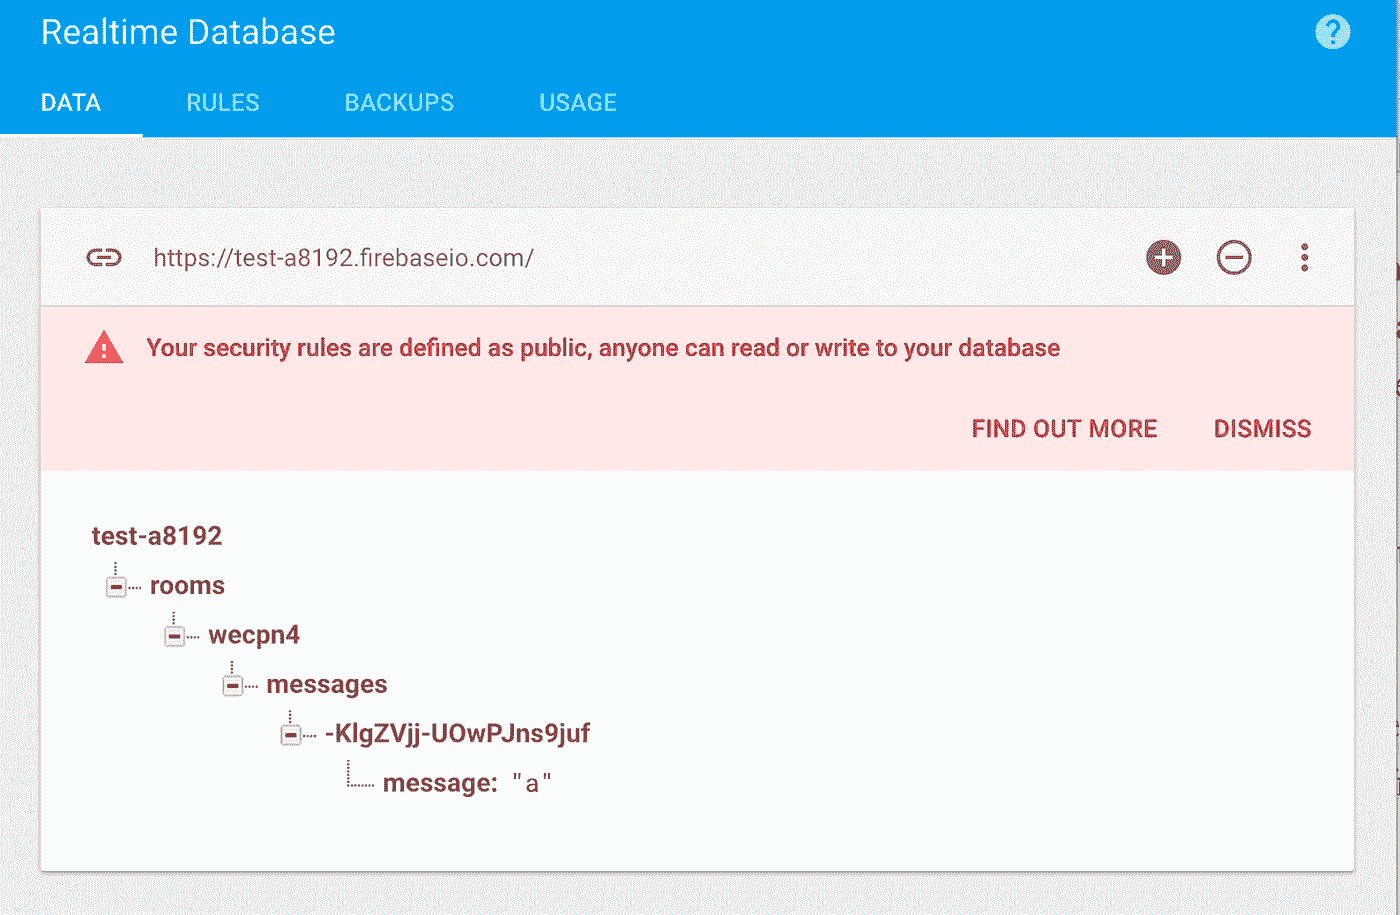 Realtime Database
DATA RULES BACKUPS USAGE
https://test-a8192.firebaseio.com/
Your security rules are defined as public, anyone can read or write to your database
FIND OUT MORE DISMISS
test-a8192
rooms
wecpn4
messages
-KlgZVjj-UOwPJns9juf
message: "a"